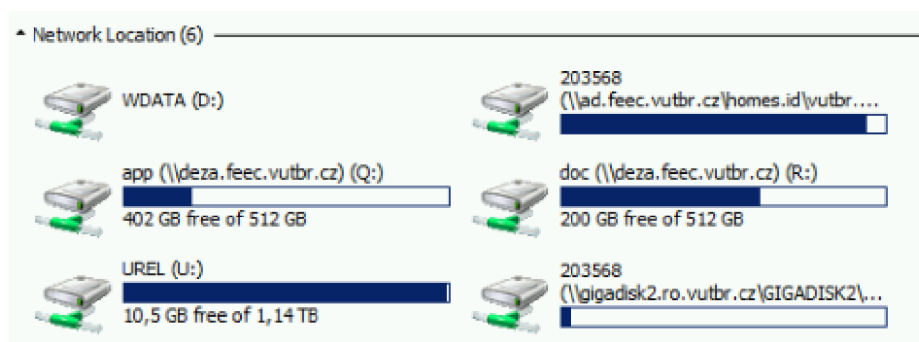 Network Location (6)
WDATA (D:)
203568
(\\ad.feec.vutbr.cz\homes.id\vutbr....
app (\\deza.feec.vutbr.cz) (Q:)
402 GB free of 512 GB
doc (\\deza.feec.vutbr.cz) (R:)
200 GB free of 512 GB
UREL (U:)
10,5 GB free of 1,14 TB
203568
(\\gigadisk2.ro.vutbr.cz\GIGADISK2\...